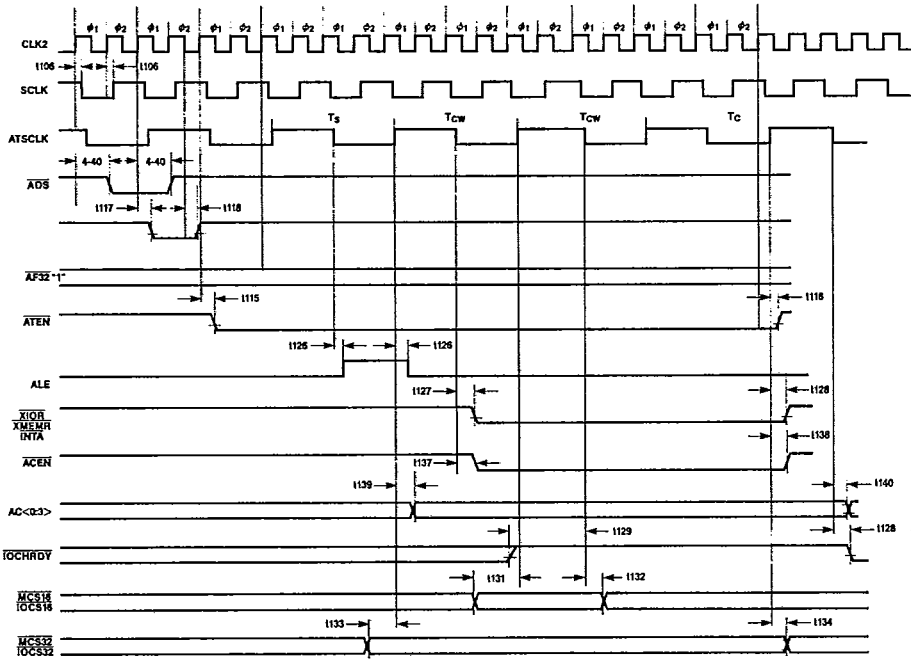 ϕ1 ϕ2 ϕ1 ϕ2 ϕ1 ϕ2 ϕ1 ϕ2 ϕ1 ϕ2 ϕ1 ϕ2 ϕ1 ϕ2 ϕ1 ϕ2 ϕ1 ϕ2 ϕ1 ϕ2 ϕ1 ϕ2
CLK2
t106 t106
SCLK
TS TCW TCW TC
ATSCLK
4-40 4-40
ADS
t117 t118
AF32 "1"
t115 t116
ATEN
t126 t126
ALE
t127 t128
XIOR
XMEMR
INTA
t138
ACEN
t137
t139 t140
AC<0:3>
t129 t128
IOCHRDY
t131 t132
MCS16
IOCS16
t133 t134
MCS32
IOCS32